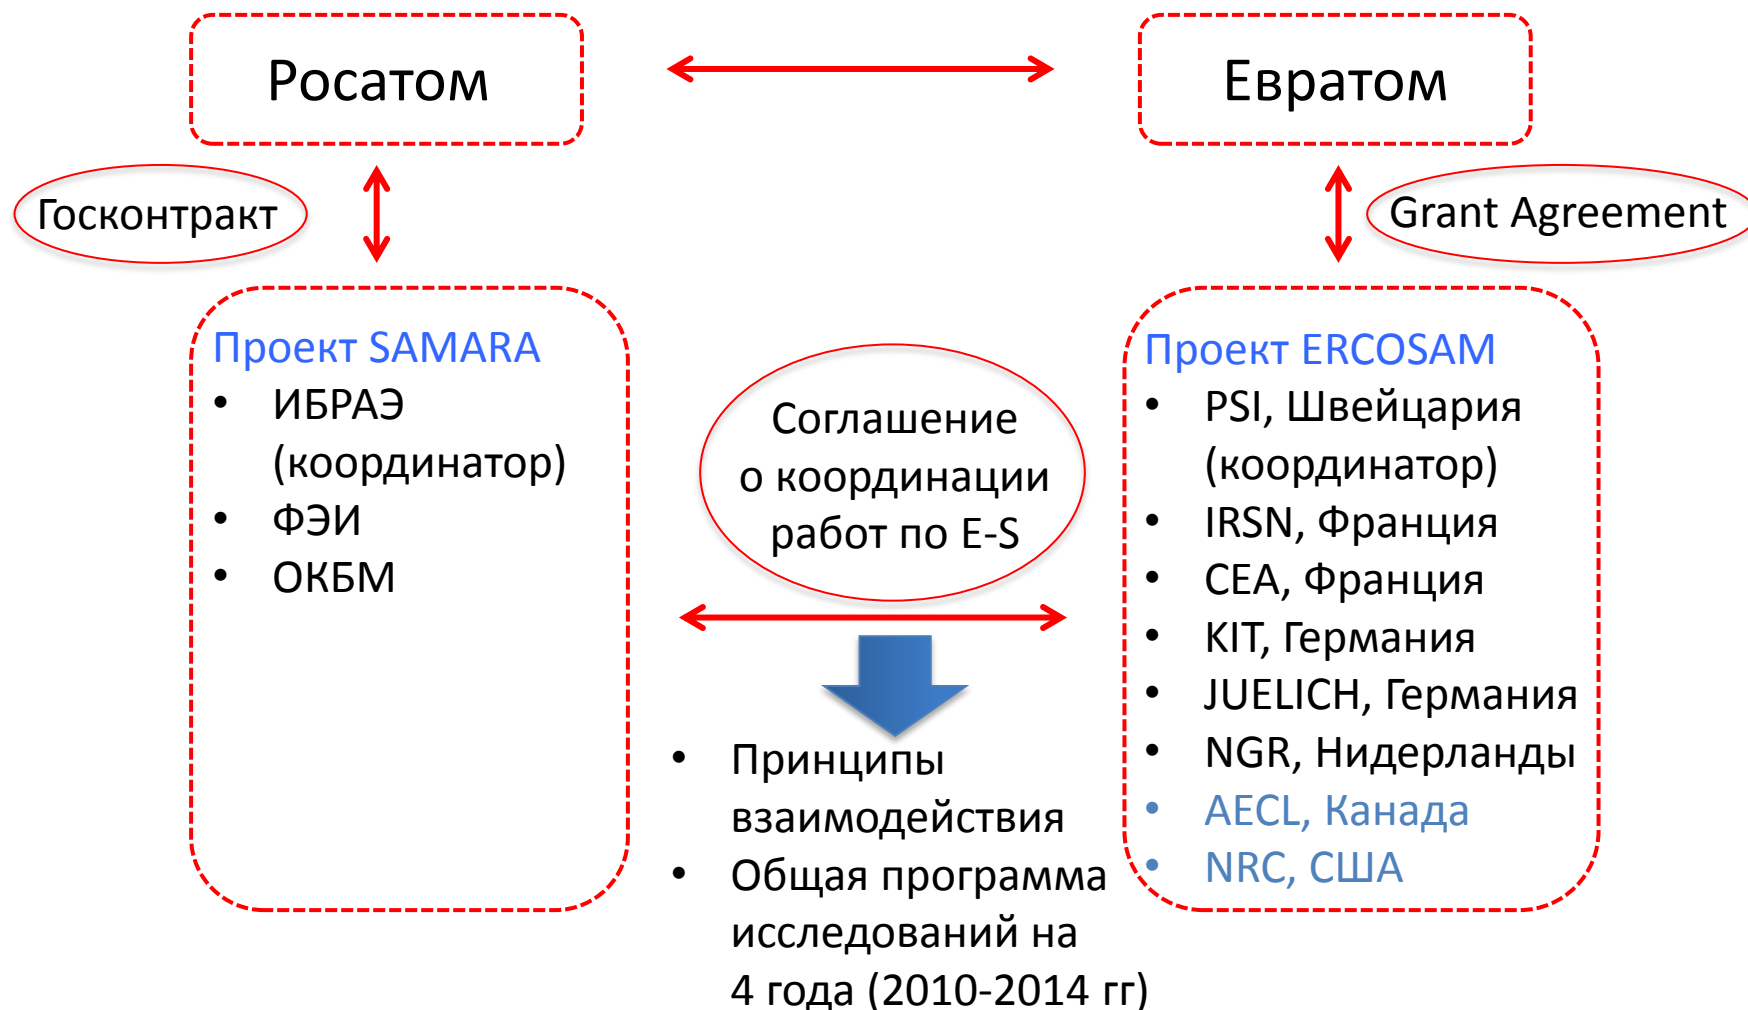 Росатом
Евратом
Госконтракт
Grant Agreement
Проект SAMARA
• ИБРАЭ
(координатор)
• ФЭИ
• ОКБМ
Соглашение
о координации
работ по E-S
• Принципы
взаимодействия
• Общая программа
исследований на
4 года (2010-2014 гг)
Проект ERCOSAM
• PSI, Швейцария
(координатор)
• IRSN, Франция
• CEA, Франция
• KIT, Германия
• JUELICH, Германия
• NGR, Нидерланды
• AECL, Канада
• NRC, США